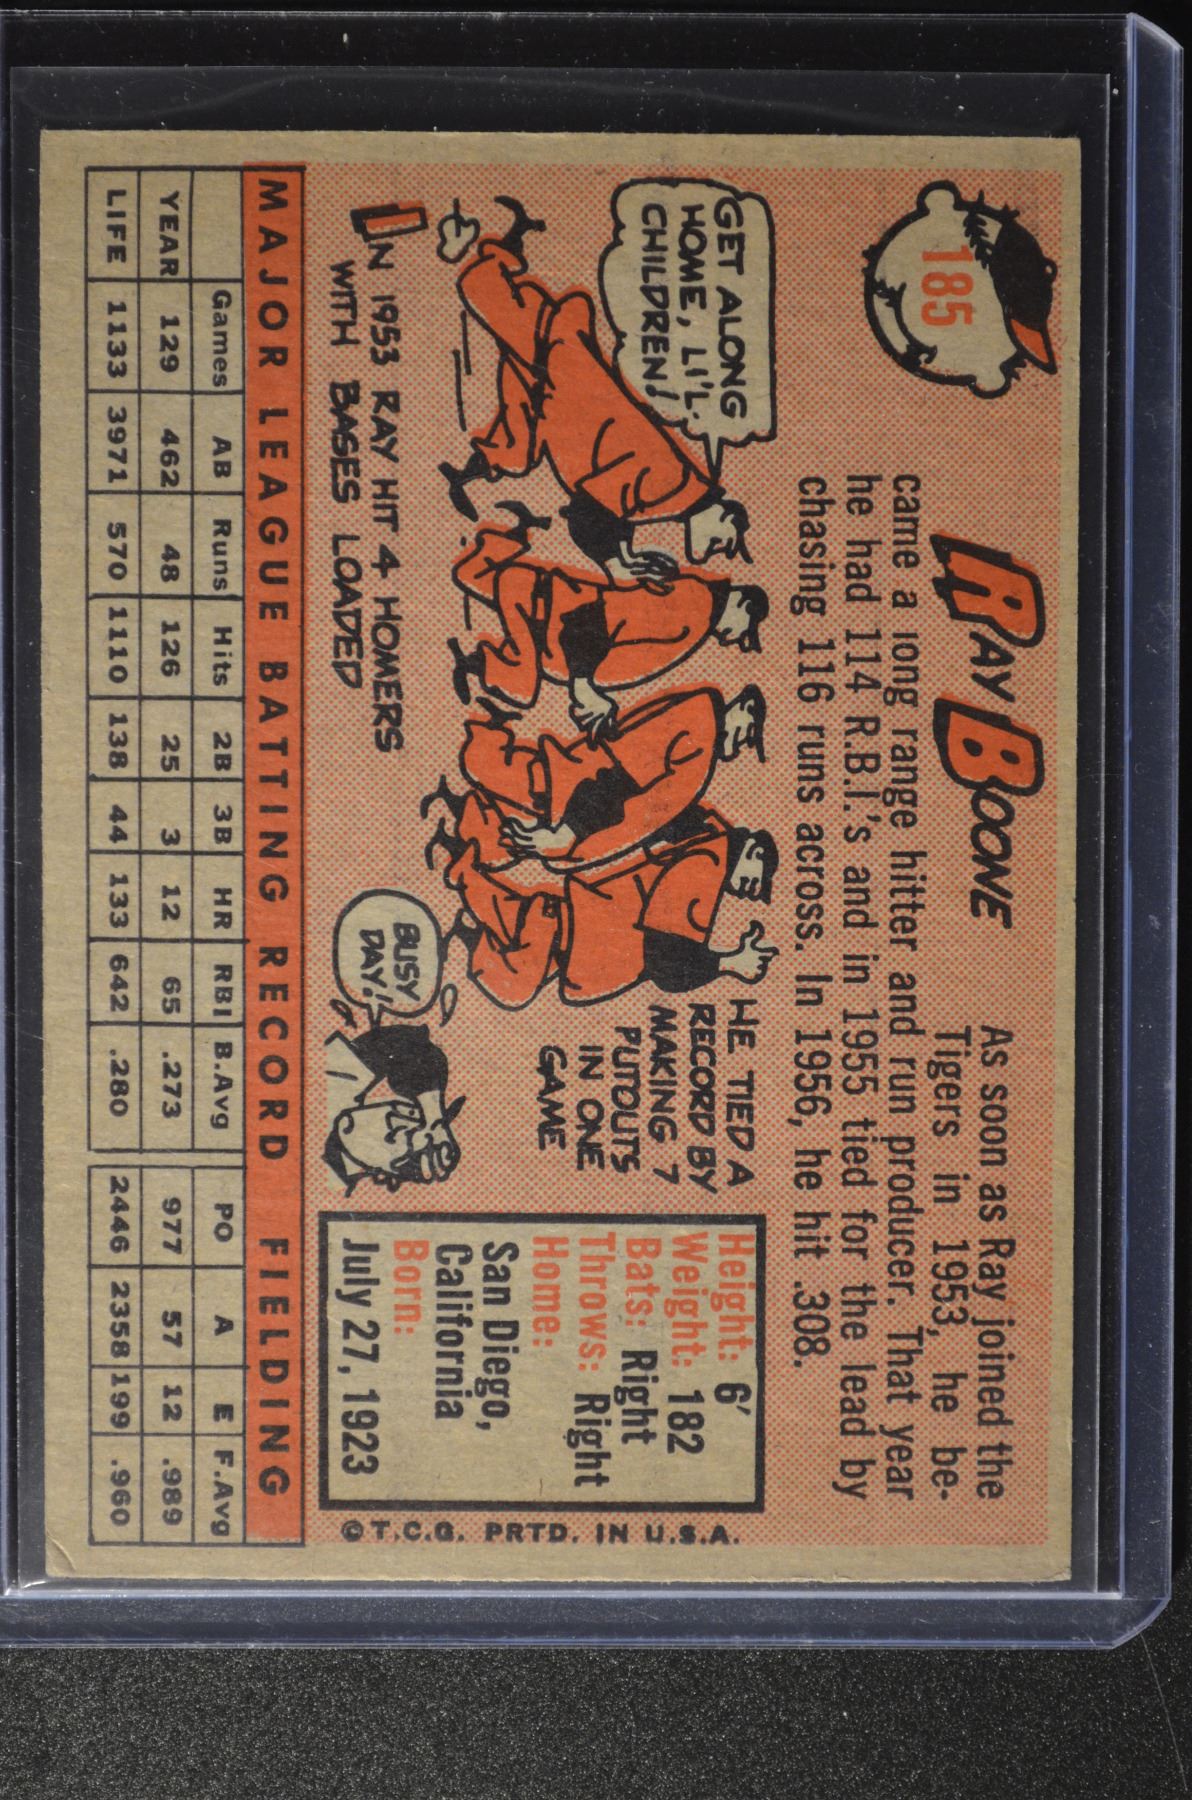 185
RAY BOONE
As soon as Ray joined the
Tigers in 1953, he be-
came a long range hitter and run producer. That year
he had 114 R.B.I.'s and in 1955 tied for the lead by
chasing 116 runs across. In 1956, he hit .308.
GET ALONG
HOME, LI'L
CHILDREN!
IN 1953 RAY HIT 4 HOMERS
WITH BASES LOADED
HE TIED A
RECORD BY
MAKING 7
PUTOUTS
IN ONE
GAME
BUSY
DAY!
Height: 6'
Weight: 182
Bats: Right
Throws: Right
Home:
San Diego,
California
Born:
July 27, 1923
©T.C.G. PRTD. IN U.S.A.
MAJOR LEAGUE BATTING RECORD FIELDING
Games AB Runs Hits 2B 3B HR RBI B.Avg PO A E F.Avg
YEAR 129 462 48 126 25 3 12 65 .273 977 57 12 .989
LIFE 1133 3971 570 1110 138 44 133 642 .280 2446 2358 199 .960